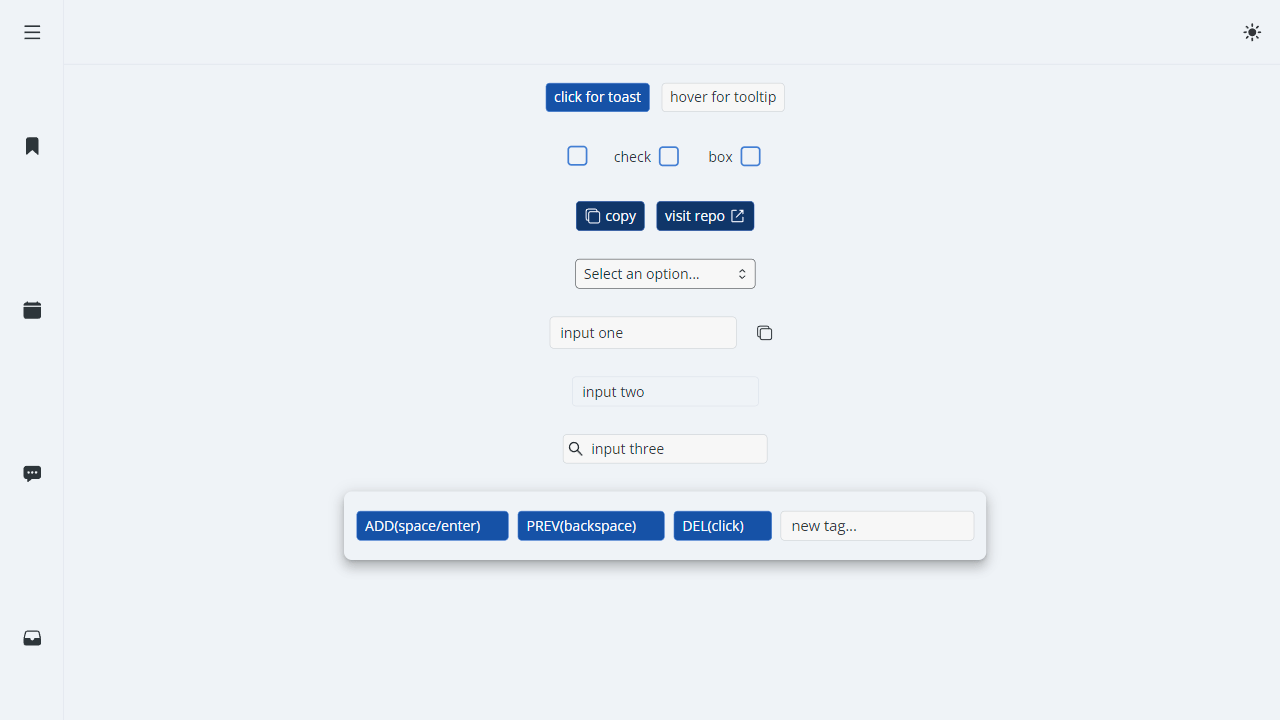 click for toast hover for tooltip
check box
copy visit repo
Select an option...
input one
input two
input three
ADD(space/enter) PREV(backspace) DEL(click) new tag...